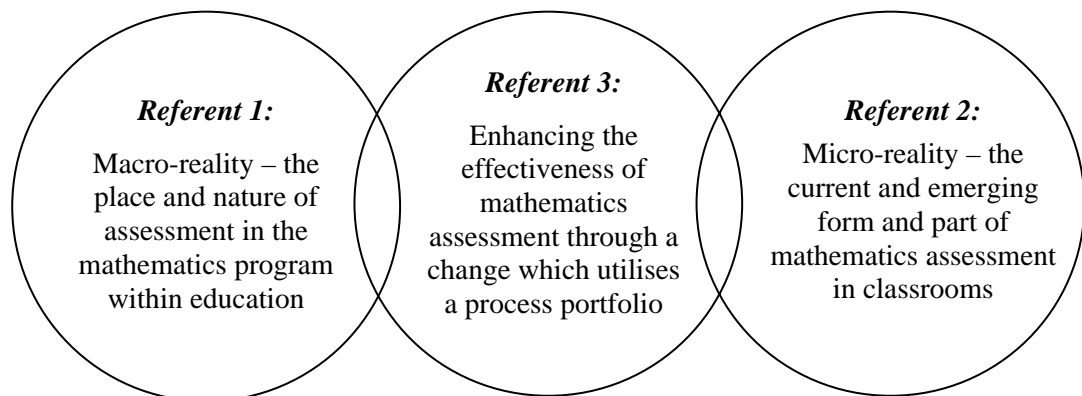 Referent 1:
Macro-reality – the
place and nature of
assessment in the
mathematics program
within education
Referent 3:
Enhancing the
effectiveness of
mathematics
assessment through a
change which utilises
a process portfolio
Referent 2:
Micro-reality – the
current and emerging
form and part of
mathematics assessment
in classrooms